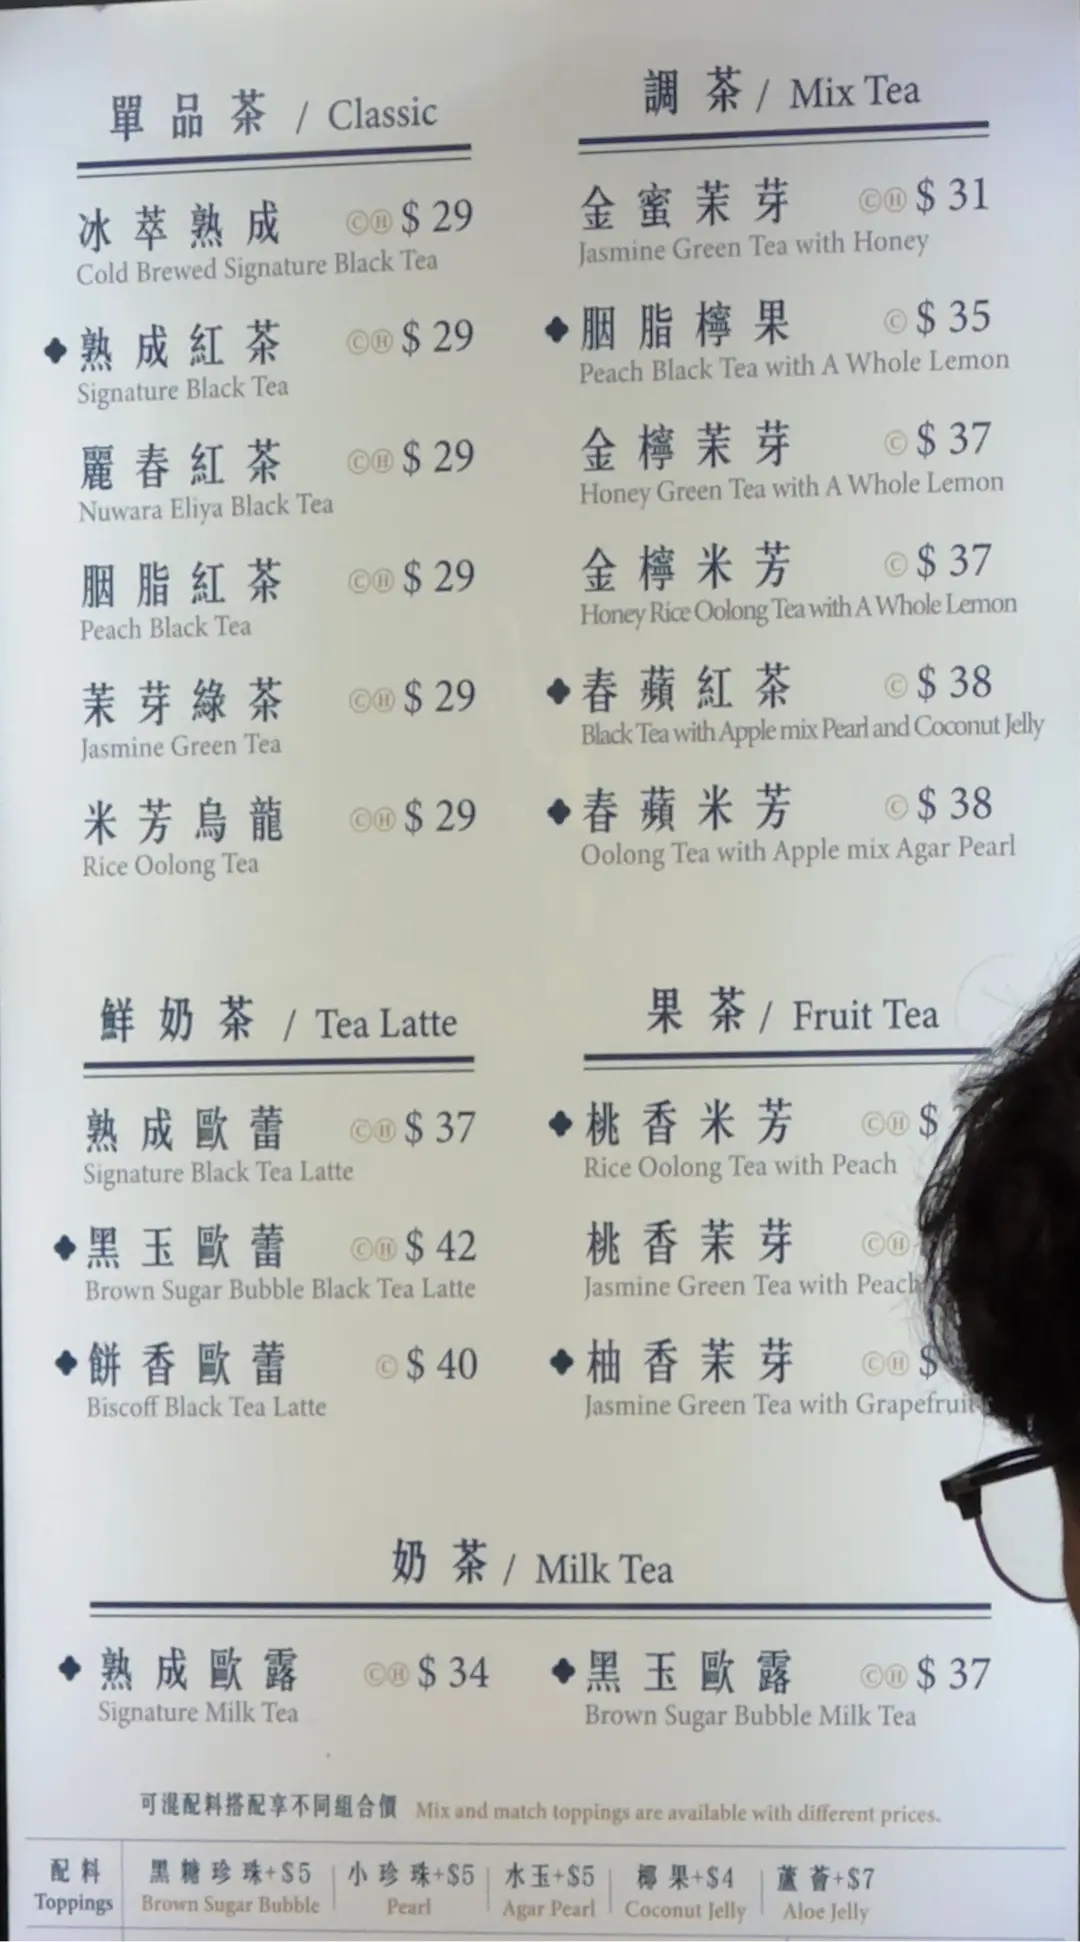 單品茶 / Classic
冰萃熟成 ⒸⒽ $ 29
Cold Brewed Signature Black Tea
熟成紅茶 ⒸⒽ $ 29
Signature Black Tea
麗春紅茶 ⒸⒽ $ 29
Nuwara Eliya Black Tea
胭脂紅茶 ⒸⒽ $ 29
Peach Black Tea
茉芽綠茶 ⒸⒽ $ 29
Jasmine Green Tea
米芳烏龍 ⒸⒽ $ 29
Rice Oolong Tea
調茶 / Mix Tea
金蜜茉芽 ⒸⒽ $ 31
Jasmine Green Tea with Honey
胭脂檸果 Ⓒ $ 35
Peach Black Tea with A Whole Lemon
金檸茉芽 Ⓒ $ 37
Honey Green Tea with A Whole Lemon
金檸米芳 Ⓒ $ 37
Honey Rice Oolong Tea with A Whole Lemon
春蘋紅茶 Ⓒ $ 38
Black Tea with Apple mix Pearl and Coconut Jelly
春蘋米芳 Ⓒ $ 38
Oolong Tea with Apple mix Agar Pearl
鮮奶茶 / Tea Latte
熟成歐蕾 ⒸⒽ $ 37
Signature Black Tea Latte
黑玉歐蕾 ⒸⒽ $ 42
Brown Sugar Bubble Black Tea Latte
餅香歐蕾 Ⓒ $ 40
Biscoff Black Tea Latte
果茶 / Fruit Tea
桃香米芳 ⒸⒽ $
Rice Oolong Tea with Peach
桃香茉芽 ⒸⒽ
Jasmine Green Tea with Peach
柚香茉芽 ⒸⒽ $
Jasmine Green Tea with Grapefruit
奶茶 / Milk Tea
熟成歐露 ⒸⒽ $ 34
Signature Milk Tea
黑玉歐露 ⒸⒽ $ 37
Brown Sugar Bubble Milk Tea
可混配料搭配享不同組合價 Mix and match toppings are available with different prices.
配料 黑糖珍珠+$5 小珍珠+$5 水玉+$5 椰果+$4 蘆薈+$7
Toppings Brown Sugar Bubble Pearl Agar Pearl Coconut Jelly Aloe Jelly